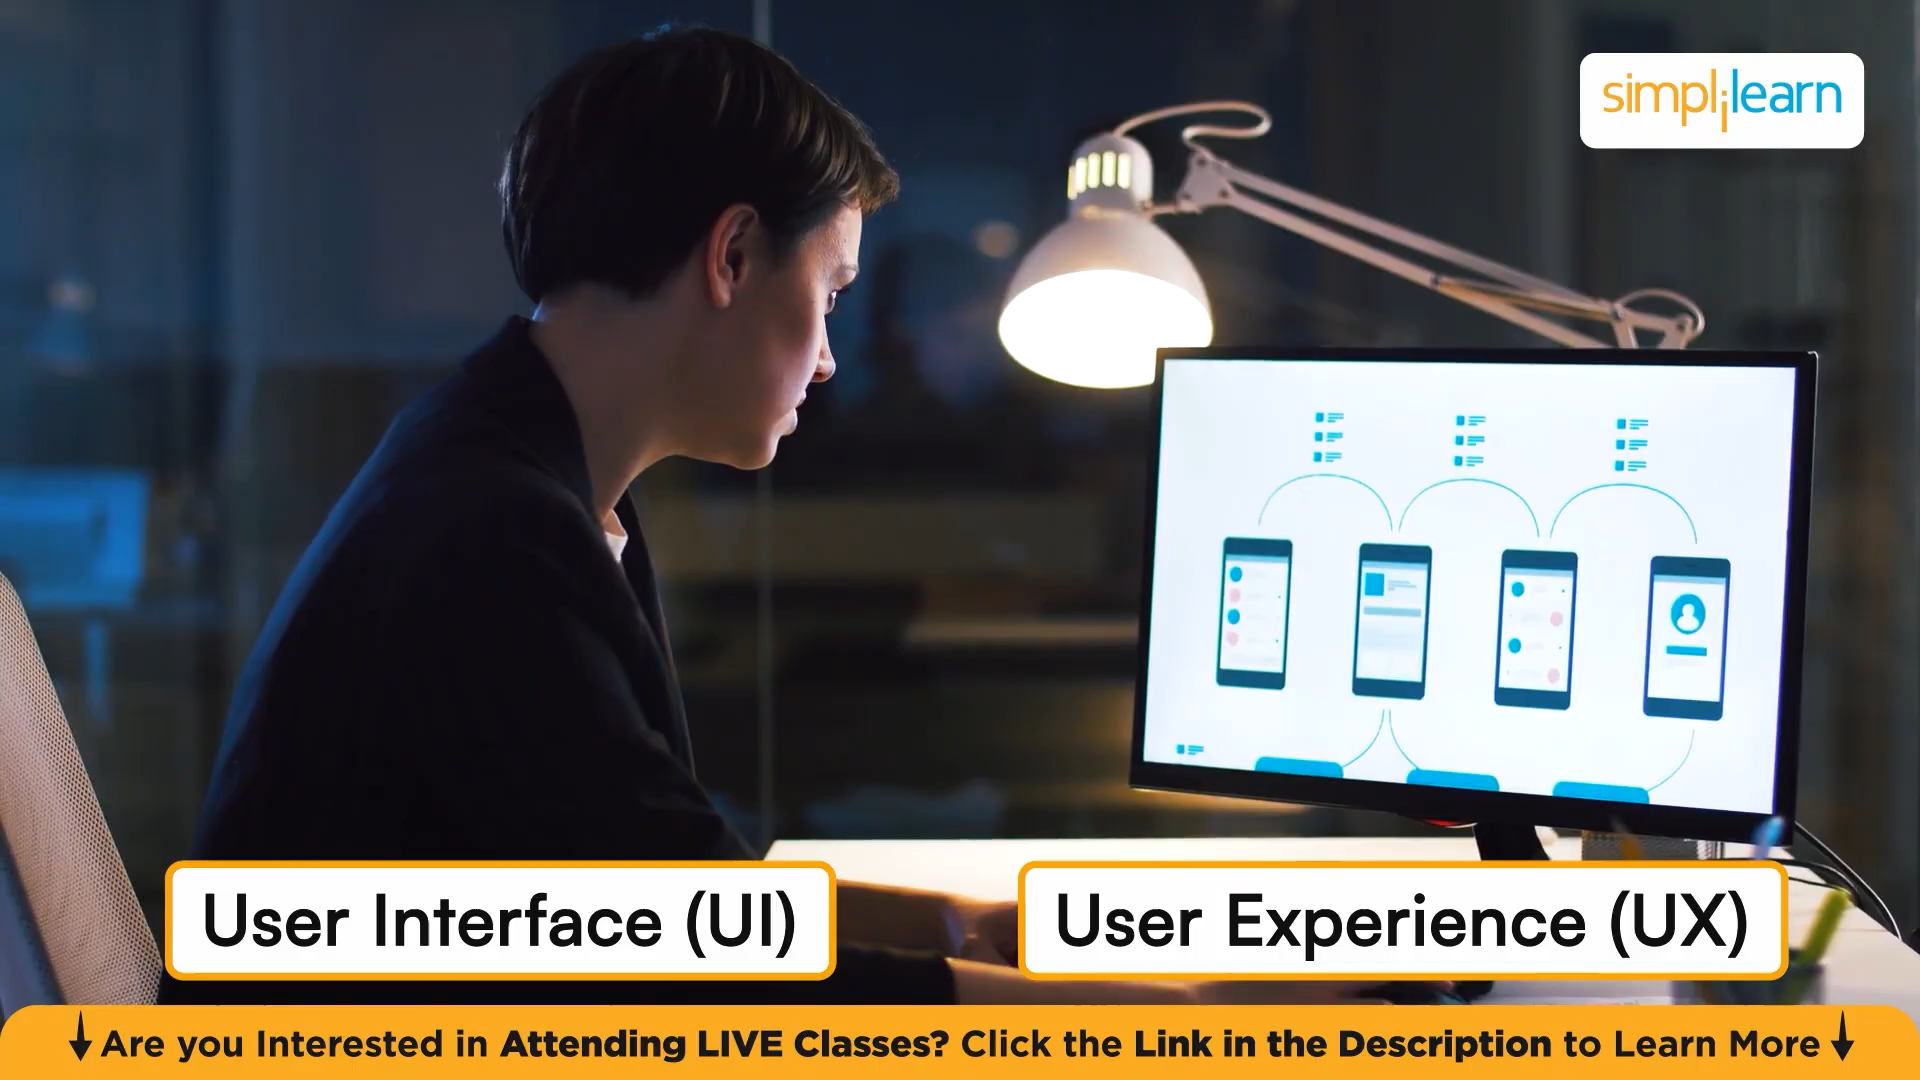 simplilearn
User Interface (UI)
User Experience (UX)
Are you Interested in Attending LIVE Classes? Click the Link in the Description to Learn More